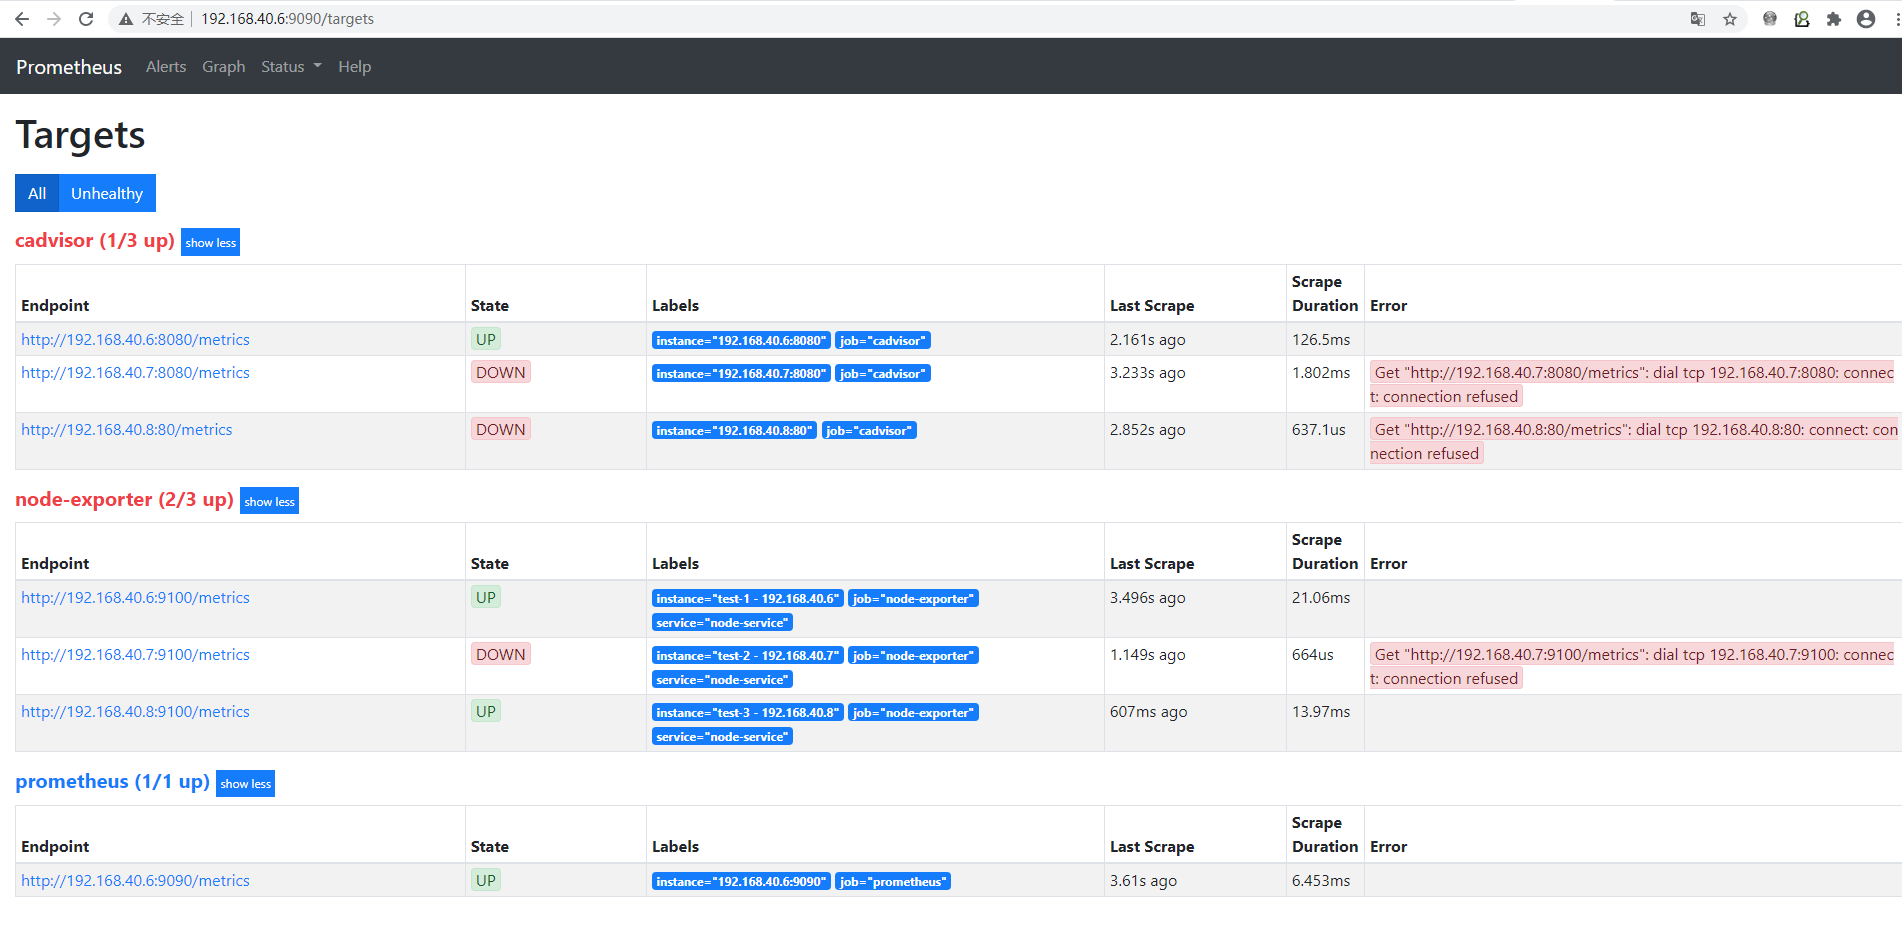 不安全 192.168.40.6:9090/targets
Prometheus Alerts Graph Status Help
Targets
All Unhealthy
cadvisor (1/3 up) show less
Endpoint State Labels Last Scrape Scrape Duration Error
http://192.168.40.6:8080/metrics UP instance="192.168.40.6:8080" job="cadvisor" 2.161s ago 126.5ms
http://192.168.40.7:8080/metrics DOWN instance="192.168.40.7:8080" job="cadvisor" 3.233s ago 1.802ms Get "http://192.168.40.7:8080/metrics": dial tcp 192.168.40.7:8080: connec
t: connection refused
http://192.168.40.8:80/metrics DOWN instance="192.168.40.8:80" job="cadvisor" 2.852s ago 637.1us Get "http://192.168.40.8:80/metrics": dial tcp 192.168.40.8:80: connect: con
nection refused
node-exporter (2/3 up) show less
Endpoint State Labels Last Scrape Scrape Duration Error
http://192.168.40.6:9100/metrics UP instance="test-1 - 192.168.40.6" job="node-exporter" 3.496s ago 21.06ms
service="node-service"
http://192.168.40.7:9100/metrics DOWN instance="test-2 - 192.168.40.7" job="node-exporter" 1.149s ago 664us Get "http://192.168.40.7:9100/metrics": dial tcp 192.168.40.7:9100: connec
service="node-service" t: connection refused
http://192.168.40.8:9100/metrics UP instance="test-3 - 192.168.40.8" job="node-exporter" 607ms ago 13.97ms
service="node-service"
prometheus (1/1 up) show less
Endpoint State Labels Last Scrape Scrape Duration Error
http://192.168.40.6:9090/metrics UP instance="192.168.40.6:9090" job="prometheus" 3.61s ago 6.453ms